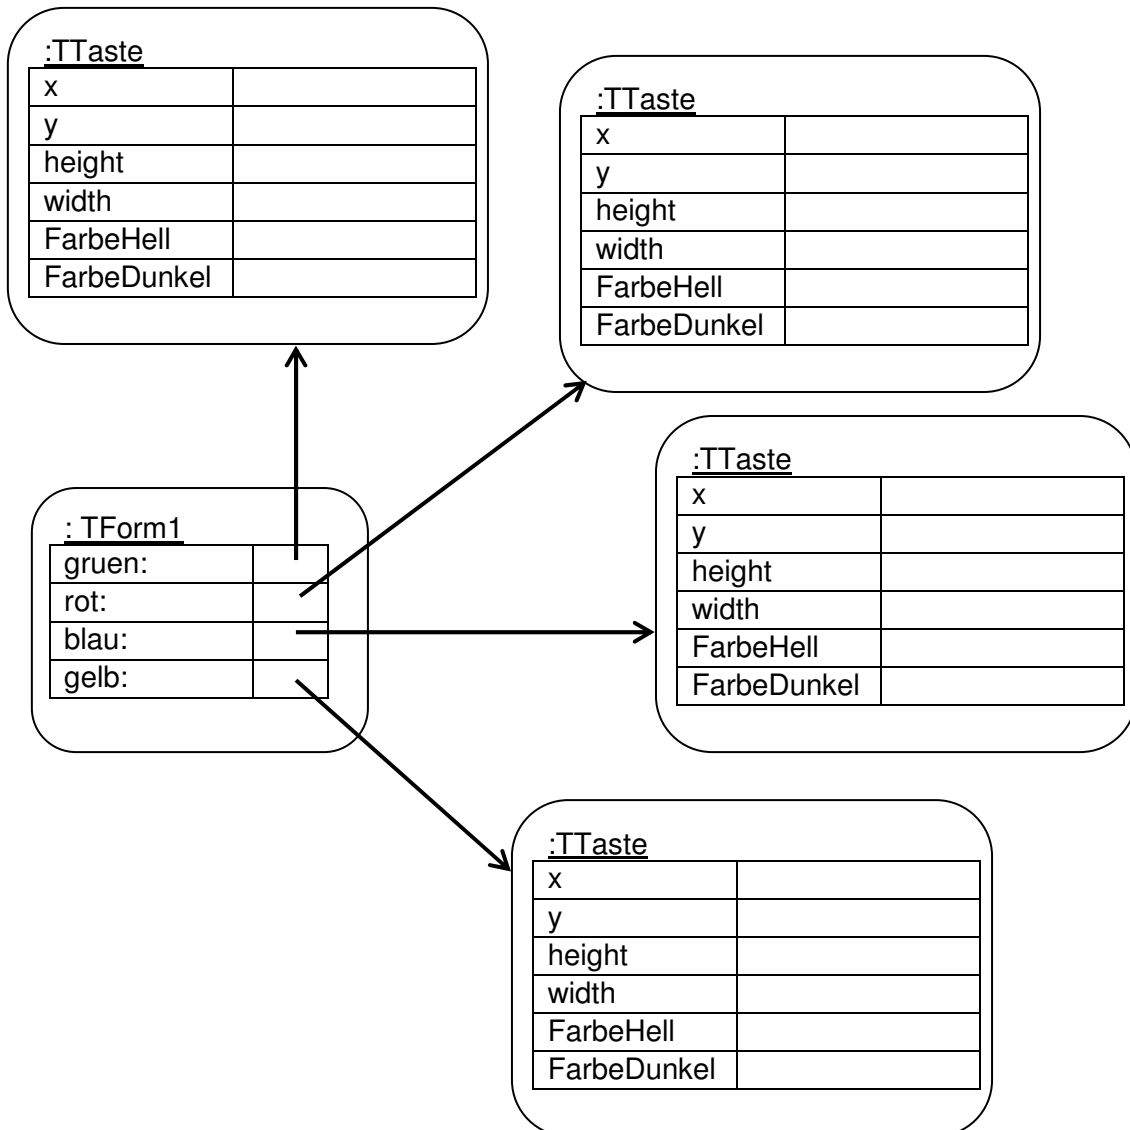 :TTaste
x
y
height
width
FarbeHell
FarbeDunkel
:TTaste
x
y
height
width
FarbeHell
FarbeDunkel
:TTaste
x
y
height
width
FarbeHell
FarbeDunkel
: TForm1
gruen:
rot:
blau:
gelb:
:TTaste
x
y
height
width
FarbeHell
FarbeDunkel